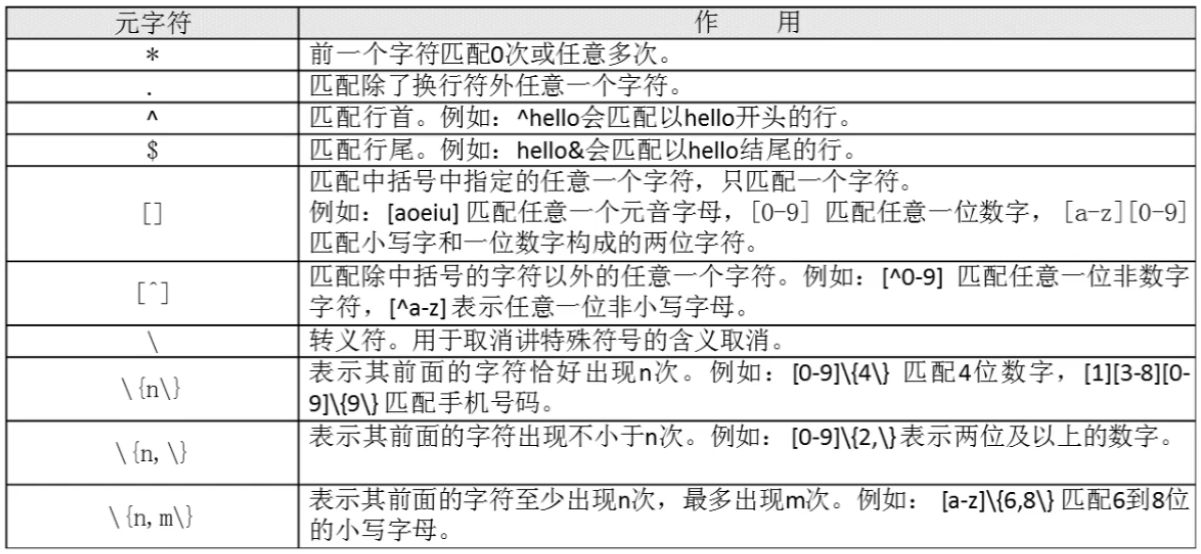 元字符 作 用
* 前一个字符匹配0次或任意多次。
. 匹配除了换行符外任意一个字符。
^ 匹配行首。例如：^hello会匹配以hello开头的行。
$ 匹配行尾。例如：hello&会匹配以hello结尾的行。
[] 匹配中括号中指定的任意一个字符，只匹配一个字符。
例如：[aoeiu] 匹配任意一个元音字母，[0-9] 匹配任意一位数字， [a-z][0-9]
匹配小写字和一位数字构成的两位字符。
[^] 匹配除中括号的字符以外的任意一个字符。例如：[^0-9] 匹配任意一位非数字
字符，[^a-z] 表示任意一位非小写字母。
\ 转义符。用于取消讲特殊符号的含义取消。
\{n\} 表示其前面的字符恰好出现n次。例如：[0-9]\{4\} 匹配4位数字，[1][3-8][0-
9]\{9\} 匹配手机号码。
\{n,\} 表示其前面的字符出现不小于n次。例如： [0-9]\{2,\}表示两位及以上的数字。
\{n,m\} 表示其前面的字符至少出现n次，最多出现m次。例如： [a-z]\{6,8\} 匹配6到8位
的小写字母。